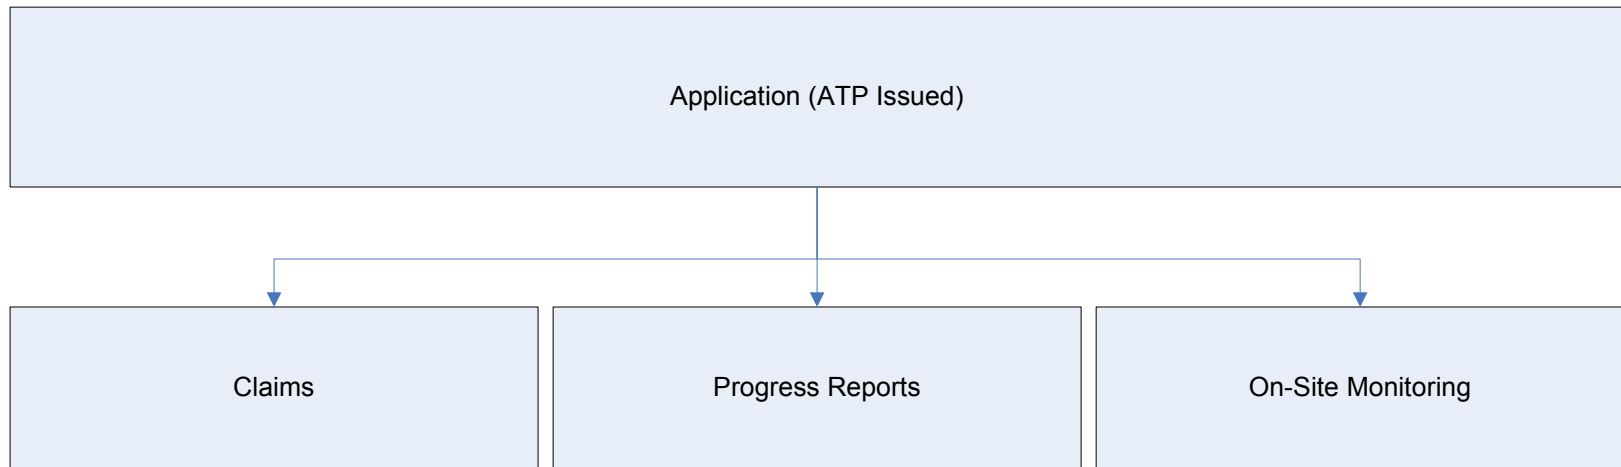 Application (ATP Issued)
Claims
Progress Reports
On-Site Monitoring